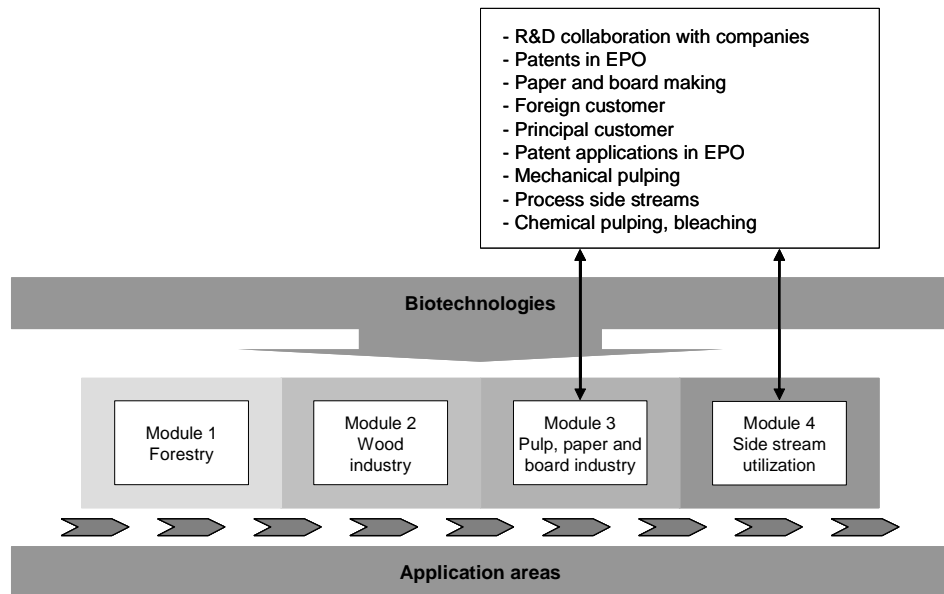 - R&D collaboration with companies
- Patents in EPO
- Paper and board making
- Foreign customer
- Principal customer
- Patent applications in EPO
- Mechanical pulping
- Process side streams
- Chemical pulping, bleaching
Biotechnologies
Module 1
Forestry
Module 2
Wood
industry
Module 3
Pulp, paper and
board industry
Module 4
Side stream
utilization
Application areas